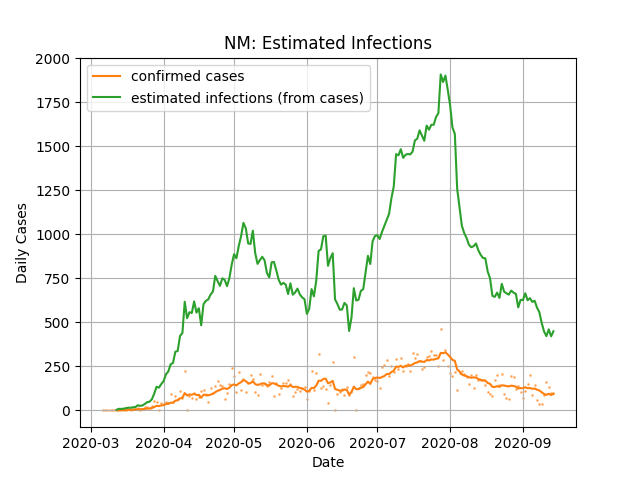 NM: Estimated Infections
confirmed cases
estimated infections (from cases)
Daily Cases
2000
1750
1500
1250
1000
750
500
250
0
2020-03 2020-04 2020-05 2020-06 2020-07 2020-08 2020-09
Date